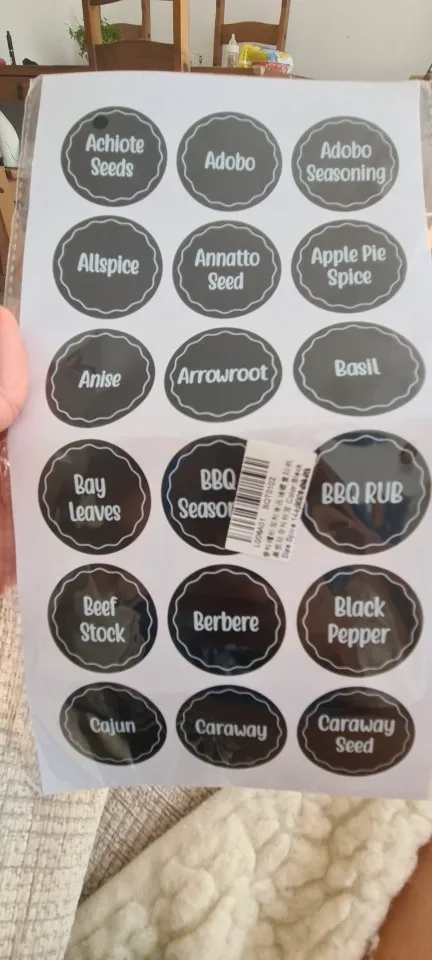 Achiote
Seeds
Adobo
Adobo
Seasoning
Allspice
Annatto
Seed
Apple Pie
Spice
Anise
Arrowroot
Basil
Bay
Leaves
BBQ
BBQ RUB
Beef
Stock
Berbere
Black
Pepper
Cajun
Caraway
Caraway
Seed